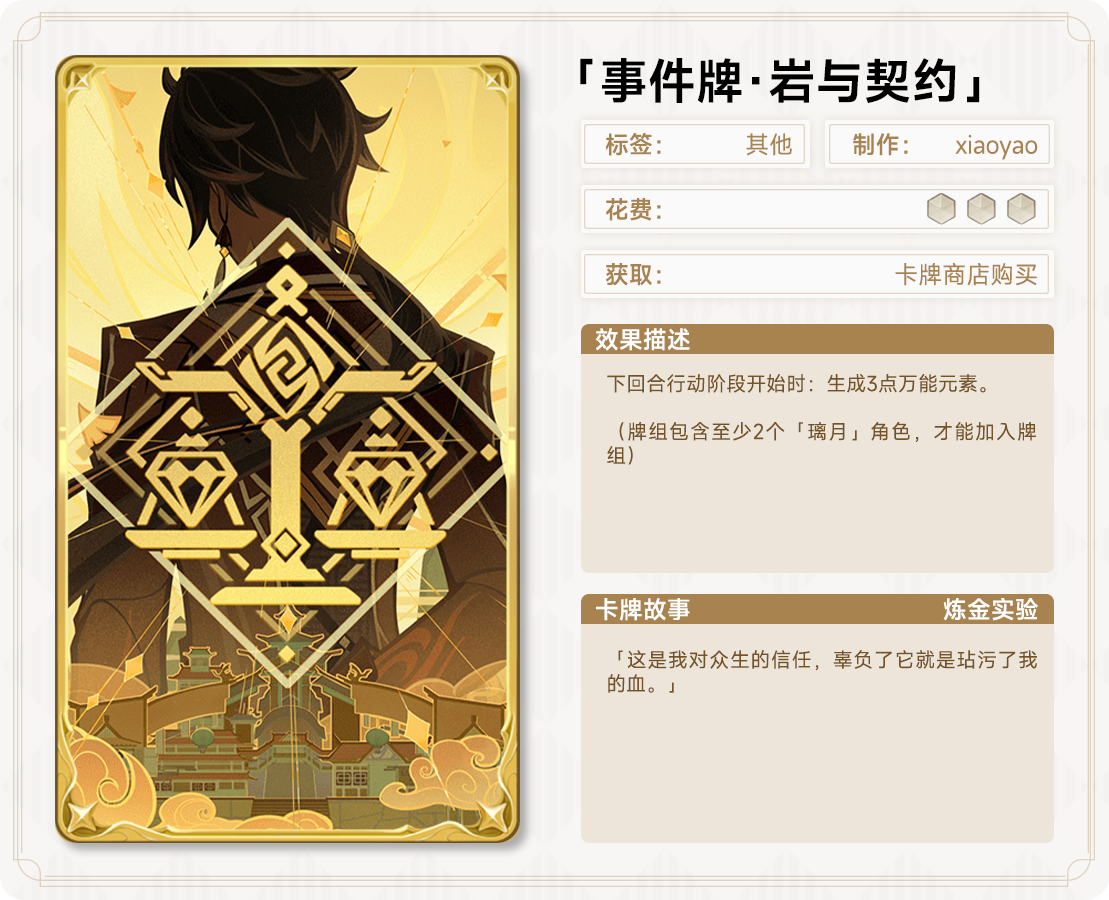 「事件牌·岩与契约」
标签： 其他
制作： xiaoyao
花费：
获取： 卡牌商店购买
效果描述
下回合行动阶段开始时：生成3点万能元素。
（牌组包含至少2个「璃月」角色，才能加入牌
组）
卡牌故事 炼金实验
「这是我对众生的信任，辜负了它就是玷污了我
的血。」